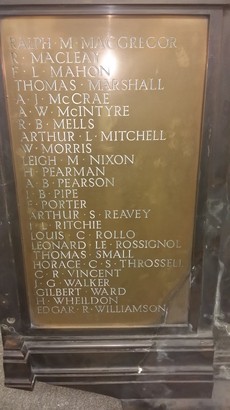 RALPH · M · MACGREGOR
R · MACLEAY
F · L · MAHON
THOMAS · MARSHALL
A · J · McCRAE
A · W · McINTYRE
R · B · MELLS
ARTHUR · L · MITCHELL
W · MORRIS
LEIGH · M · NIXON
H · PEARMAN
A · B · PEARSON
J · B · PIPE
F · PORTER
ARTHUR · S · REAVEY
J · L · RITCHIE
LOUIS · C · ROLLO
LEONARD · LE · ROSSIGNOL
THOMAS · SMALL
HORACE · C · S · THROSSELL
C · R · VINCENT
J · G · WALKER
GILBERT · WARD
H · WHEILDON
EDGAR · R · WILLIAMSON